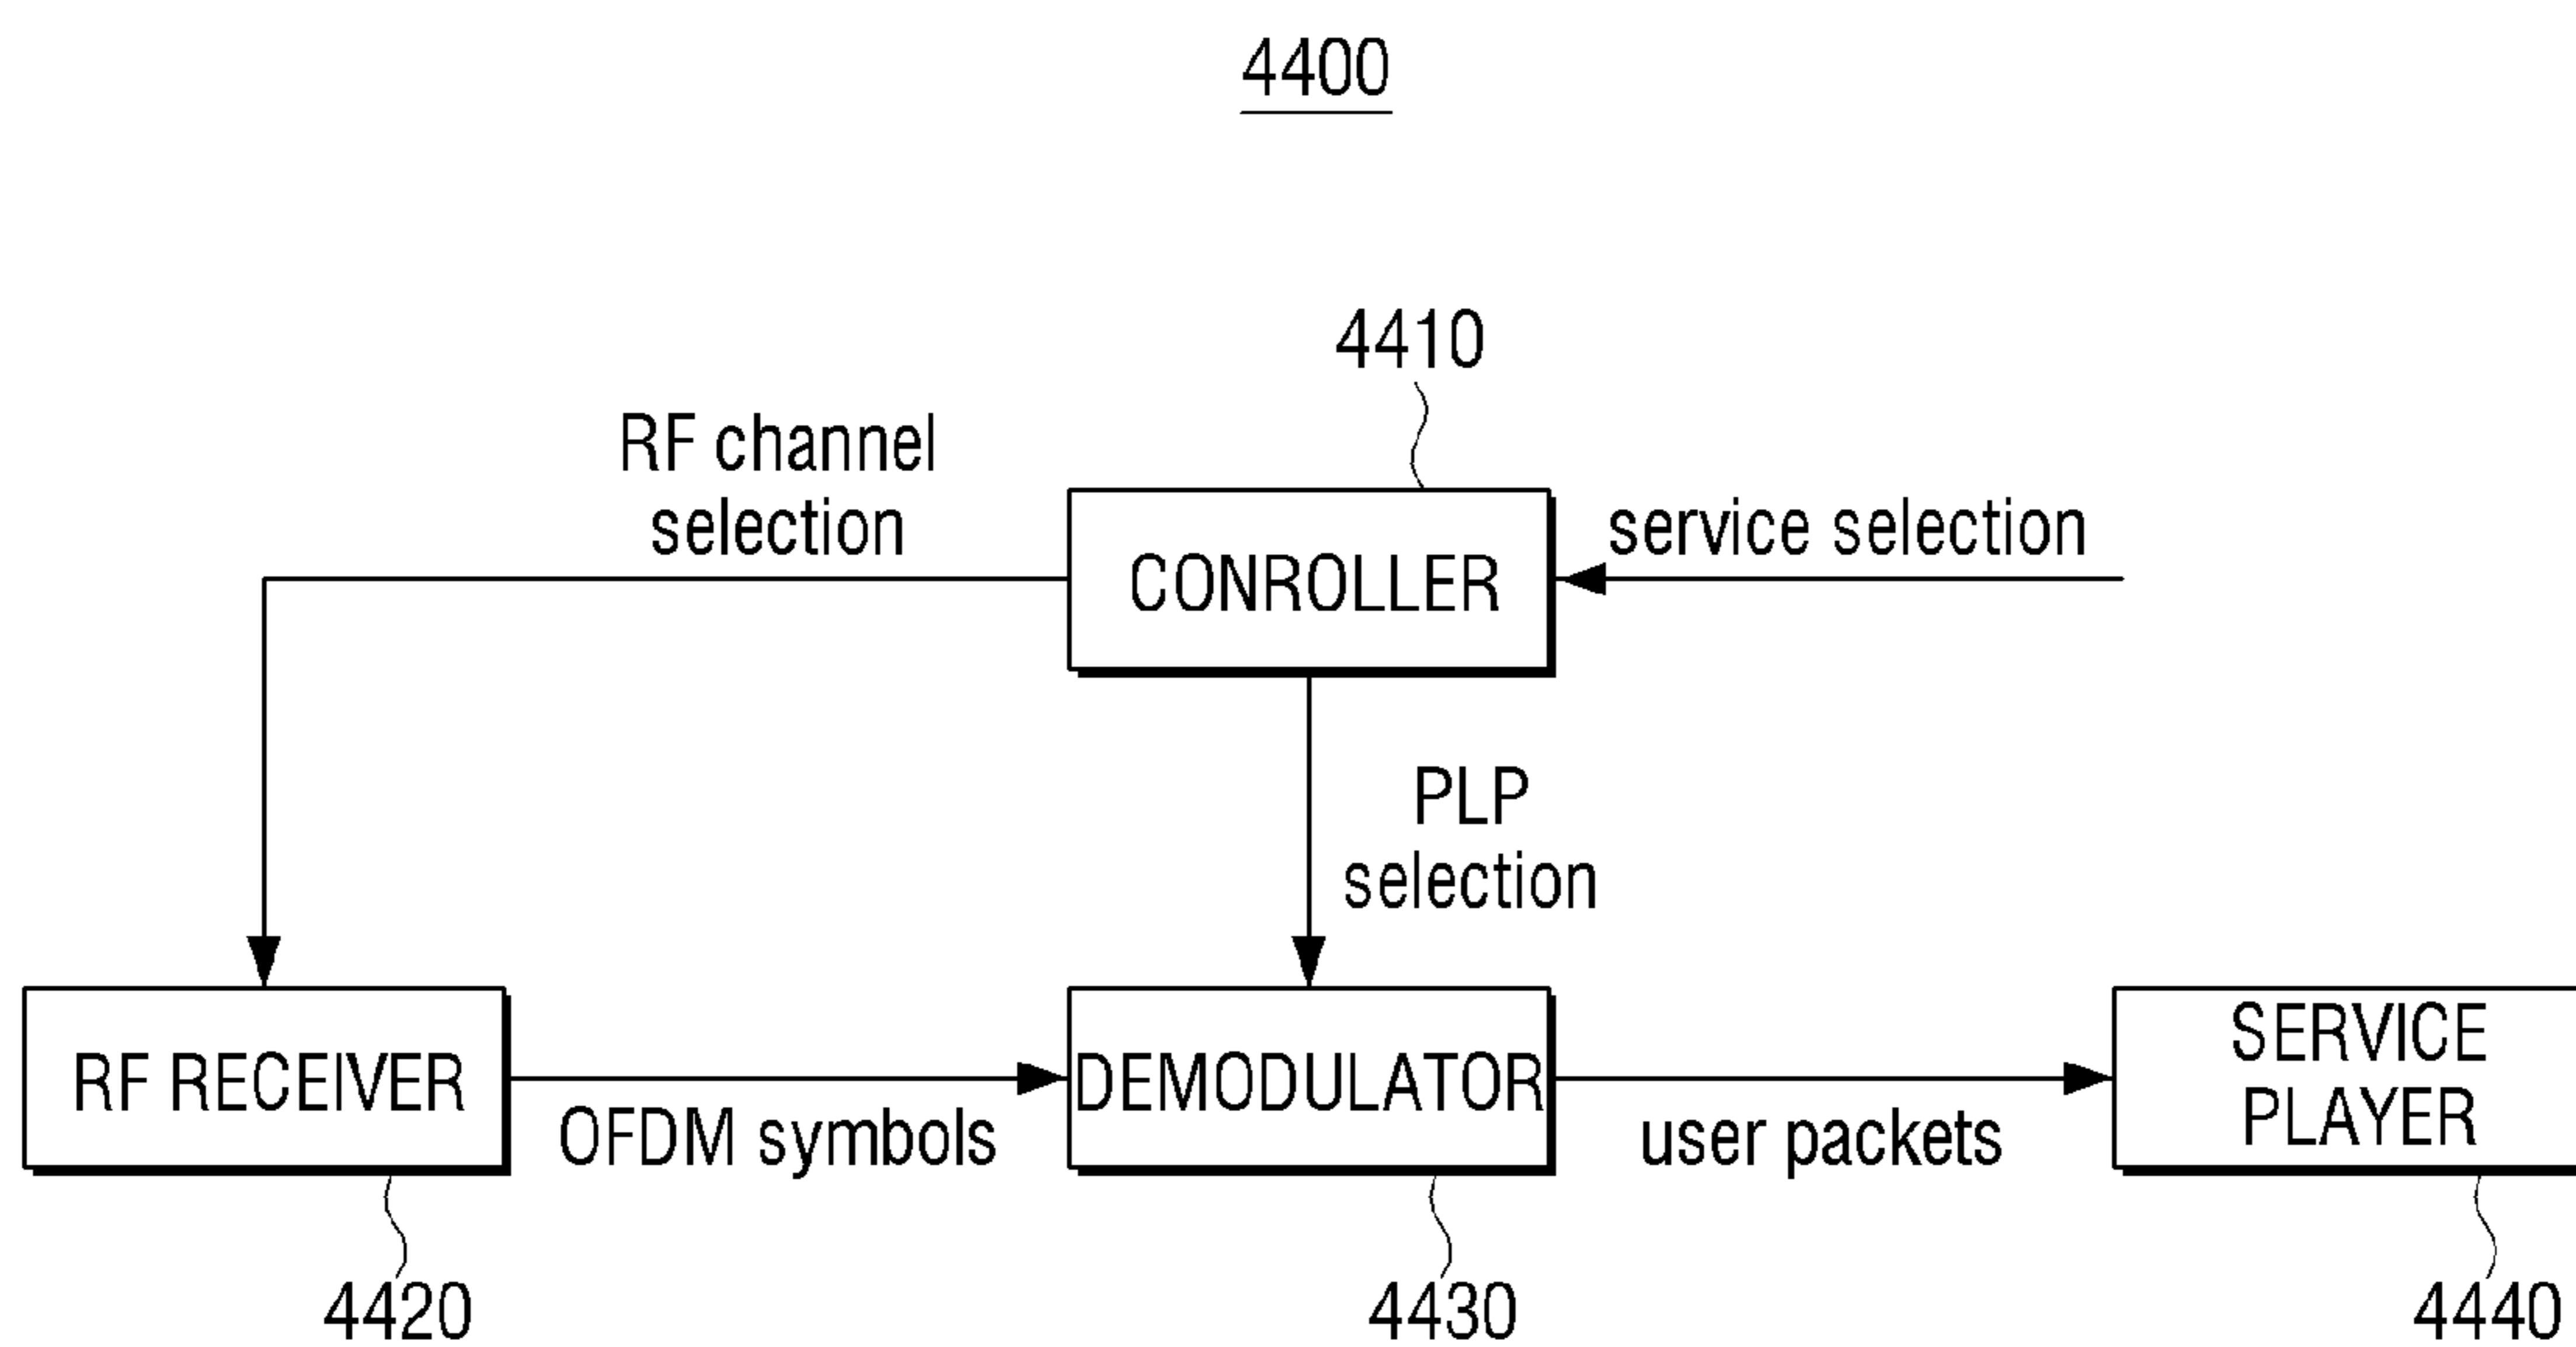 4400
4410
RF channel
selection
CONROLLER
service selection
PLP
selection
RF RECEIVER
OFDM symbols
DEMODULATOR
user packets
SERVICE
PLAYER
4420
4430
4440